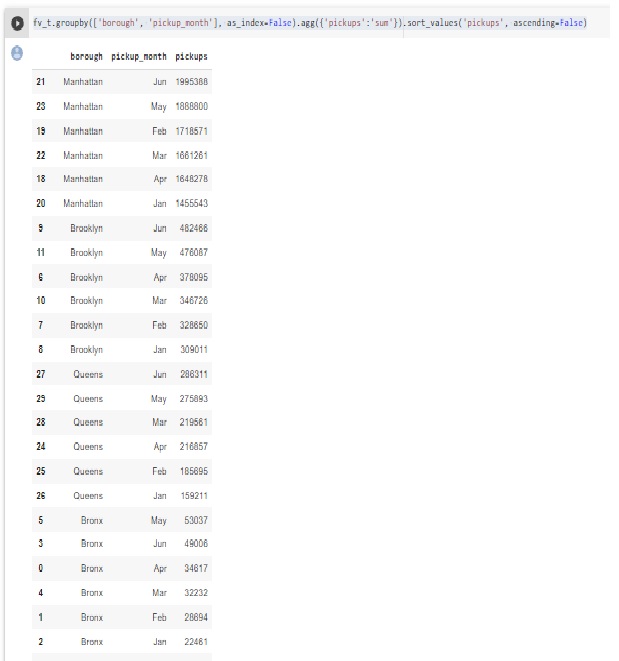 fv_t.groupby(['borough', 'pickup_month'], as_index=False).agg({'pickups':'sum'}).sort_values('pickups', ascending=False)
borough pickup_month pickups
21 Manhattan Jun 1995388
23 Manhattan May 1888800
19 Manhattan Feb 1718571
22 Manhattan Mar 1661261
18 Manhattan Apr 1648278
20 Manhattan Jan 1455543
9 Brooklyn Jun 482466
11 Brooklyn May 476087
6 Brooklyn Apr 378095
10 Brooklyn Mar 346726
7 Brooklyn Feb 328650
8 Brooklyn Jan 309011
27 Queens Jun 286311
29 Queens May 275893
28 Queens Mar 219561
24 Queens Apr 216857
25 Queens Feb 185695
26 Queens Jan 159211
5 Bronx May 53037
3 Bronx Jun 49006
0 Bronx Apr 34617
4 Bronx Mar 32232
1 Bronx Feb 28894
2 Bronx Jan 22461